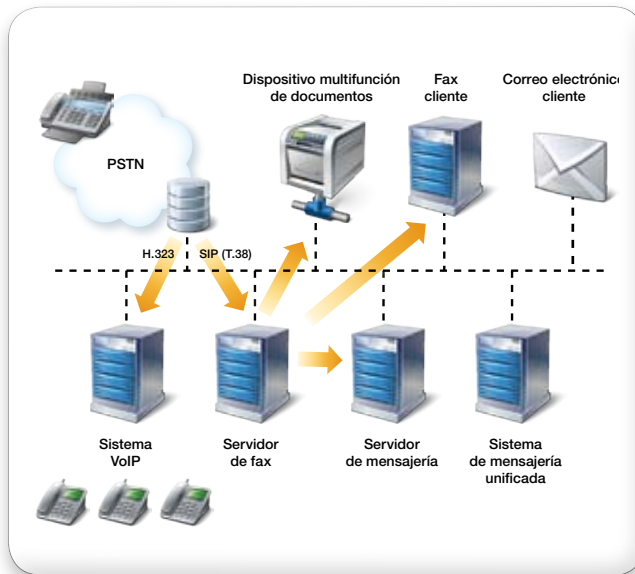 Dispositivo multifunción
de documentos
Fax
cliente
Correo electrónico
cliente
PSTN
H.323
SIP (T.38)
Sistema
VoIP
Servidor
de fax
Servidor
de mensajería
Sistema
de mensajería
unificada